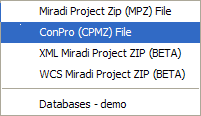 Miradi Project Zip (MPZ) File
ConPro (CPMZ) File
XML Miradi Project ZIP (BETA)
WCS Miradi Project ZIP (BETA)
Databases - demo